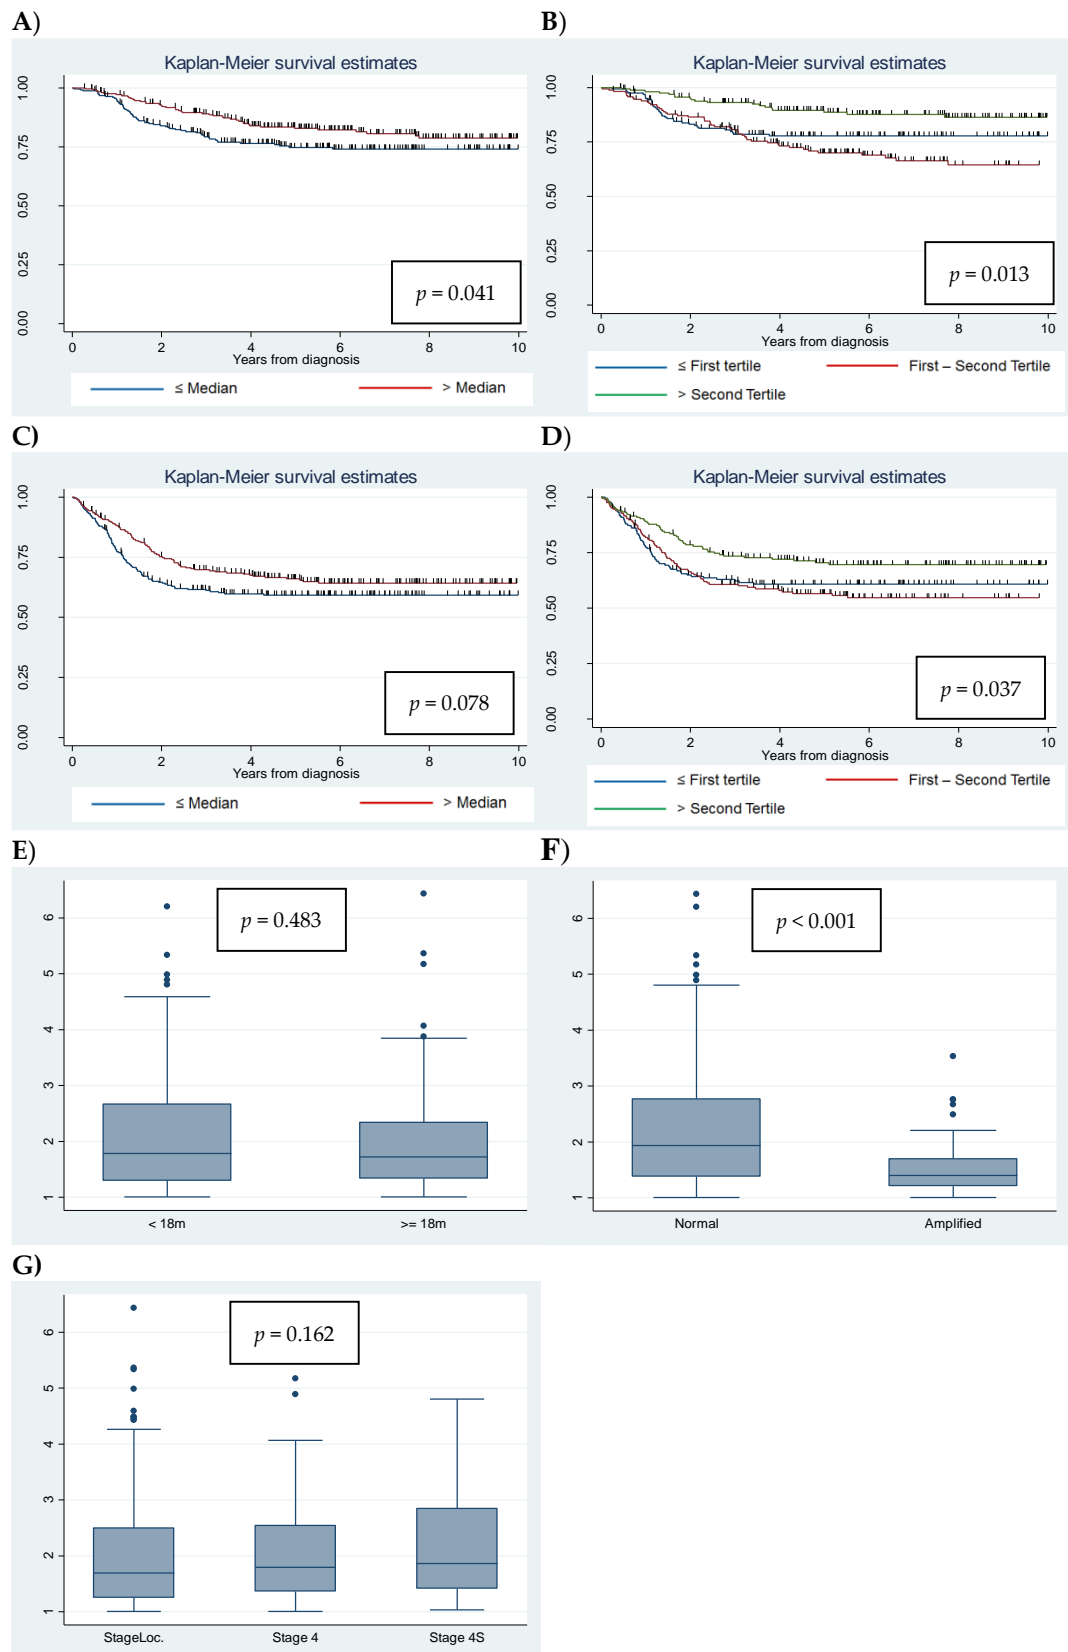 A)
Kaplan-Meier survival estimates
1.00
0.75
0.50
0.25
0.00
p = 0.041
0 2 4 6 8 10
Years from diagnosis
≤ Median > Median
B)
Kaplan-Meier survival estimates
1.00
0.75
0.50
0.25
0.00
p = 0.013
0 2 4 6 8 10
Years from diagnosis
≤ First tertile First – Second Tertile
> Second Tertile
C)
Kaplan-Meier survival estimates
1.00
0.75
0.50
0.25
0.00
p = 0.078
0 2 4 6 8 10
Years from diagnosis
≤ Median > Median
D)
Kaplan-Meier survival estimates
1.00
0.75
0.50
0.25
0.00
p = 0.037
0 2 4 6 8 10
Years from diagnosis
≤ First tertile First – Second Tertile
> Second Tertile
E)
p = 0.483
6
5
4
3
2
1
< 18m >= 18m
F)
p < 0.001
6
5
4
3
2
1
Normal Amplified
G)
p = 0.162
6
5
4
3
2
1
StageLoc. Stage 4 Stage 4S